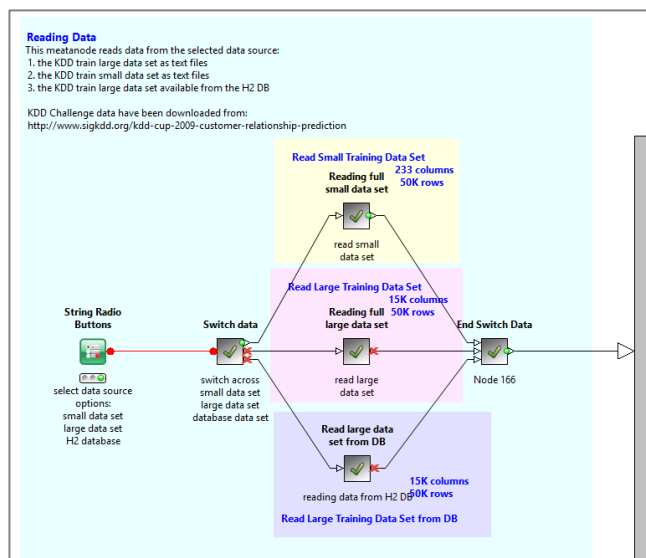 Reading Data
This meatanode reads data from the selected data source:
1. the KDD train large data set as text files
2. the KDD train small data set as text files
3. the KDD train large data set available from the H2 DB
KDD Challenge data have been downloaded from:
http://www.sigkdd.org/kdd-cup-2009-customer-relationship-prediction
Read Small Training Data Set
233 columns
50K rows
Reading full
small data set
read small
data set
Read Large Training Data Set
15K columns
50K rows
Reading full
large data set
read large
data set
String Radio
Buttons
select data source
options:
small data set
large data set
H2 database
Switch data
switch across
small data set
large data set
database data set
End Switch Data
Node 166
Read large data
set from DB
reading data from H2 DB
15K columns
50K rows
Read Large Training Data Set from DB